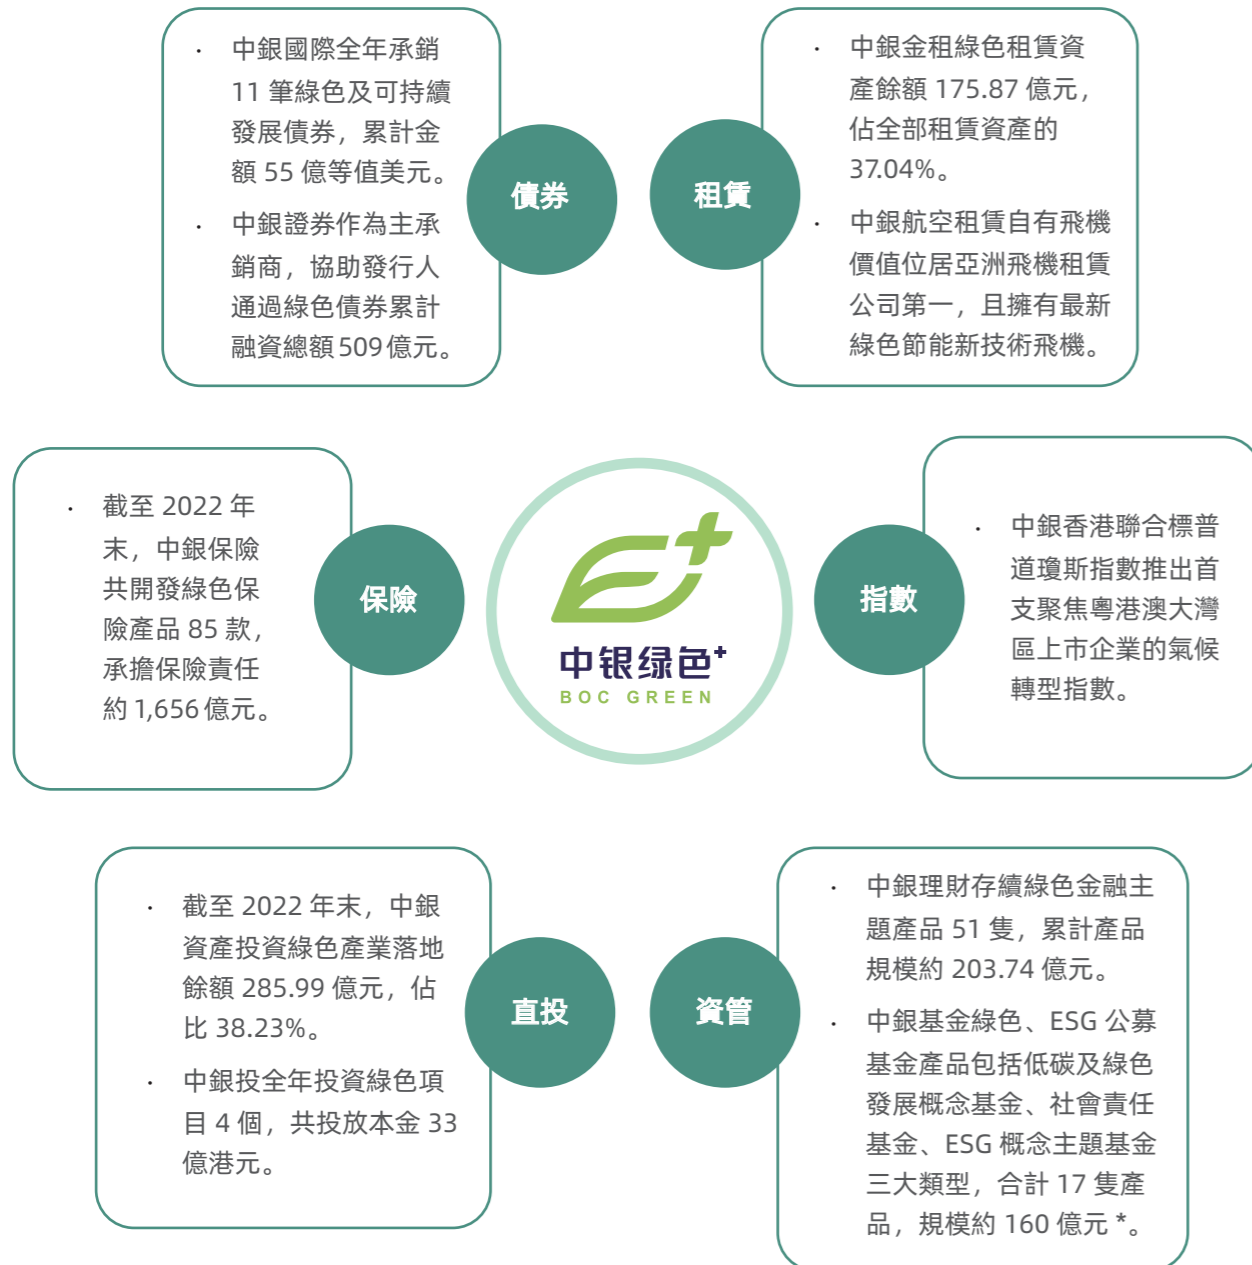 · 中銀國際全年承銷
11 筆綠色及可持續
發展債券，累計金
額 55 億等值美元。
· 中銀證券作為主承
銷商，協助發行人
通過綠色債券累計
融資總額 509 億元。
債券
租賃
· 中銀金租綠色租賃資
產餘額 175.87 億元，
佔全部租賃資產的
37.04%。
· 中銀航空租賃自有飛機
價值位居亞洲飛機租賃
公司第一，且擁有最新
綠色節能新技術飛機。
· 截至 2022 年
末，中銀保險
共開發綠色保
險產品 85 款，
承擔保險責任
約 1,656 億元。
保險
中银绿色+
BOC GREEN
指數
· 中銀香港聯合標普
道瓊斯指數推出首
支聚焦粵港澳大灣
區上市企業的氣候
轉型指數。
· 截至 2022 年末，中銀
資產投資綠色產業落地
餘額 285.99 億元，佔
比 38.23%。
· 中銀投全年投資綠色項
目 4 個，共投放本金 33
億港元。
直投
資管
· 中銀理財存續綠色金融主
題產品 51 隻，累計產品
規模約 203.74 億元。
· 中銀基金綠色、ESG 公募
基金產品包括低碳及綠色
發展概念基金、社會責任
基金、ESG 概念主題基金
三大類型，合計 17 隻產
品，規模約 160 億元 *。